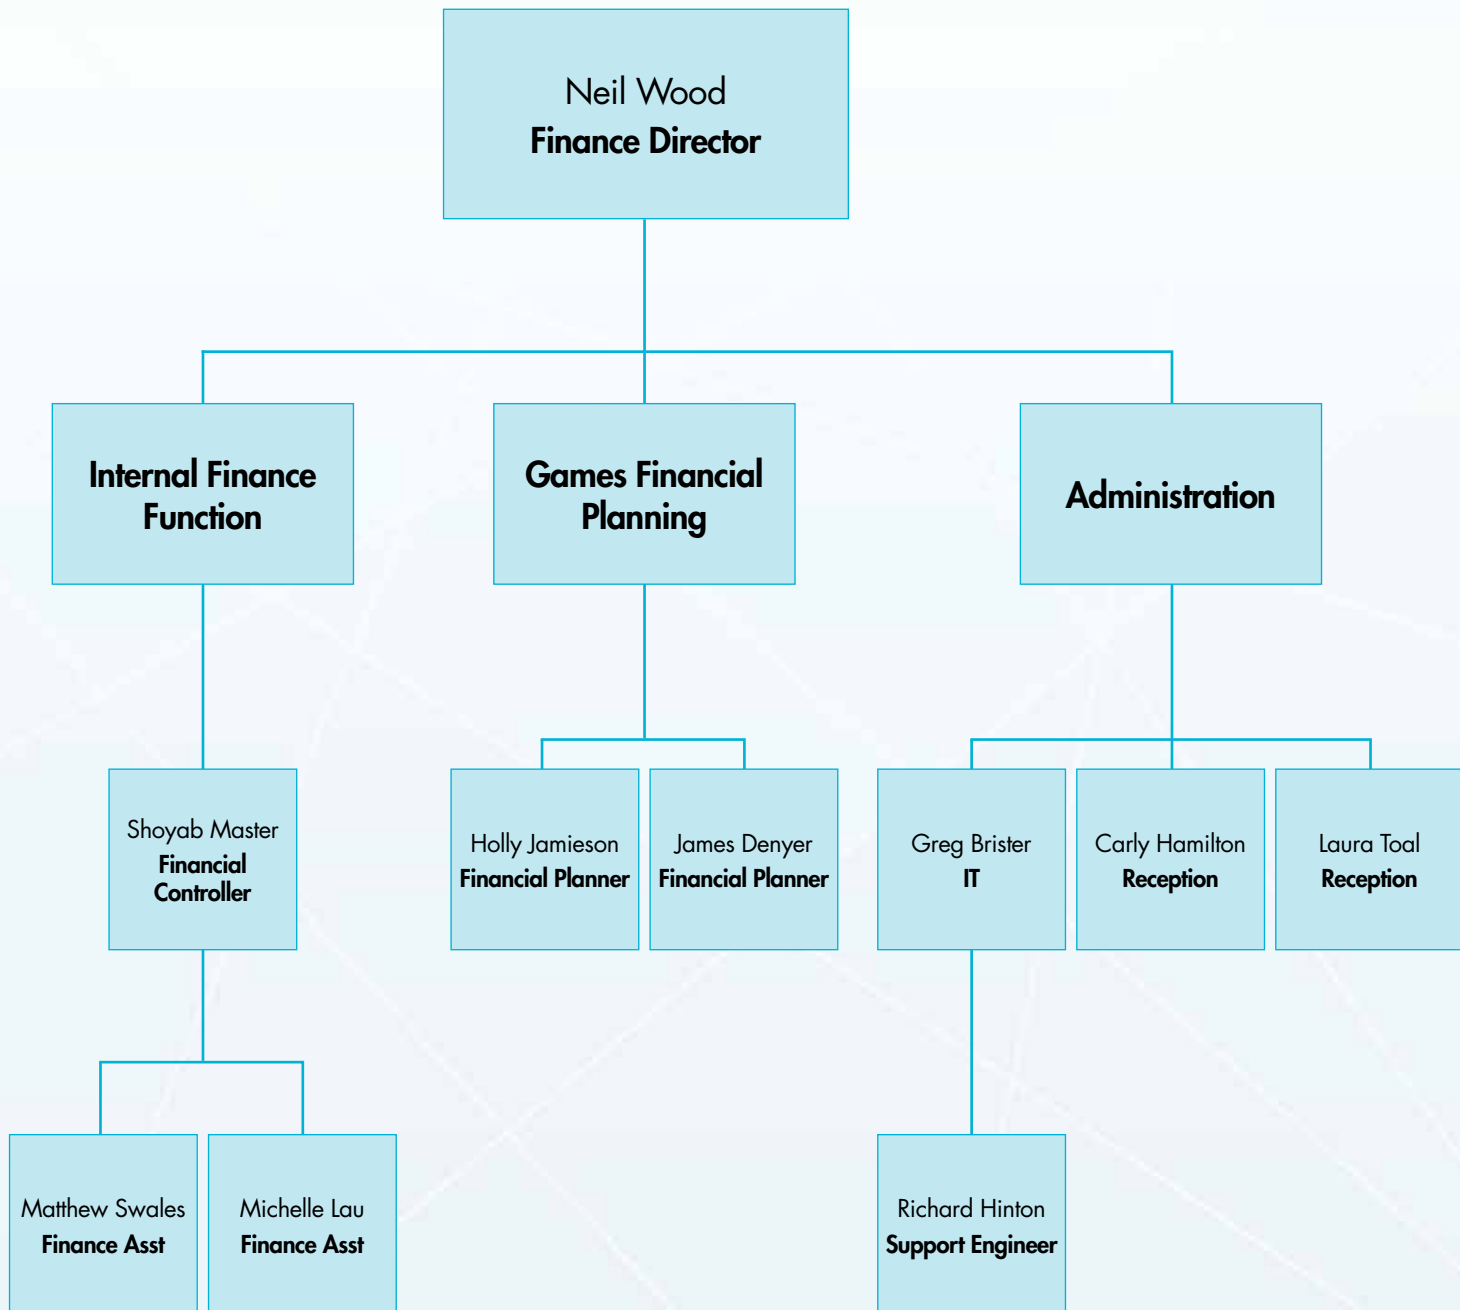 Neil Wood
Finance Director
Internal Finance
Function
Games Financial
Planning
Administration
Shoyab Master
Financial
Controller
Holly Jamieson
Financial Planner
James Denyer
Financial Planner
Greg Brister
IT
Carly Hamilton
Reception
Laura Toal
Reception
Matthew Swales
Finance Asst
Michelle Lau
Finance Asst
Richard Hinton
Support Engineer